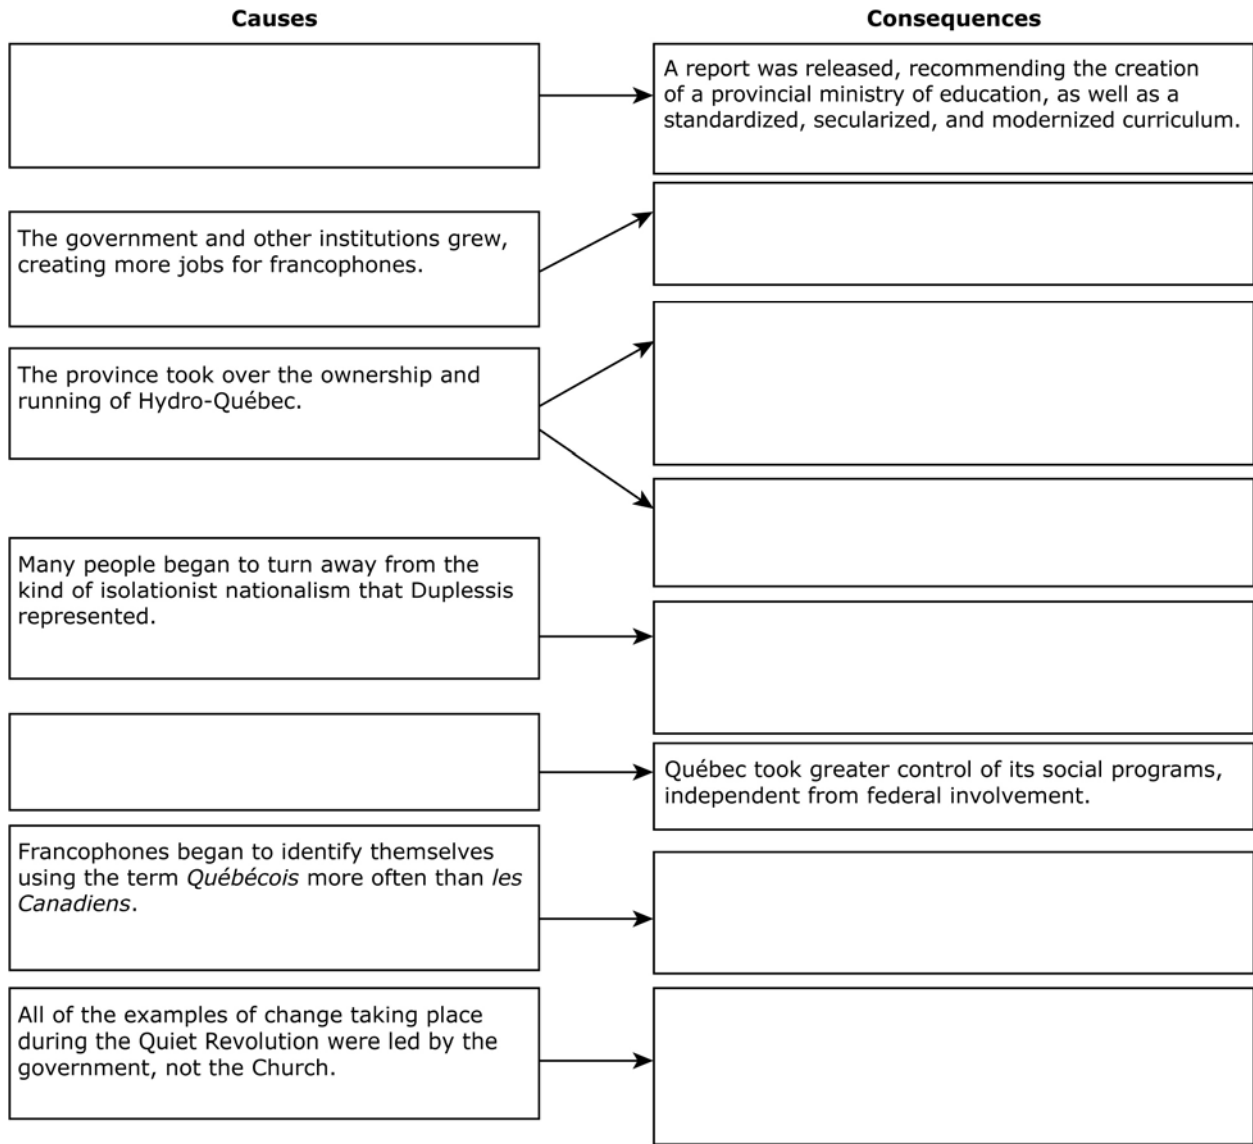 Causes
Consequences
A report was released, recommending the creation
of a provincial ministry of education, as well as a
standardized, secularized, and modernized curriculum.
The government and other institutions grew,
creating more jobs for francophones.
The province took over the ownership and
running of Hydro-Québec.
Many people began to turn away from the
kind of isolationist nationalism that Duplessis
represented.
Québec took greater control of its social programs,
independent from federal involvement.
Francophones began to identify themselves
using the term Québécois more often than les
Canadiens.
All of the examples of change taking place
during the Quiet Revolution were led by the
government, not the Church.